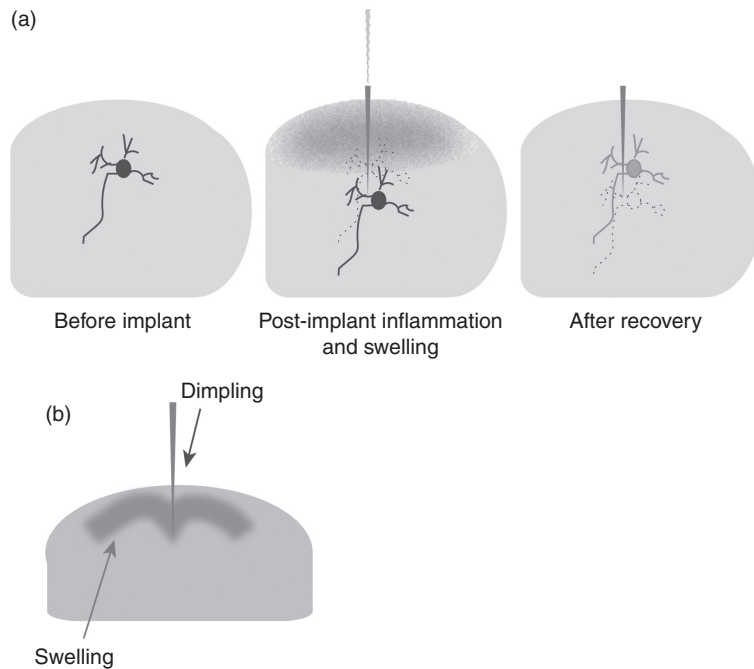 (a)
Before implant
Post-implant inflammation
and swelling
After recovery
(b)
Dimpling
Swelling